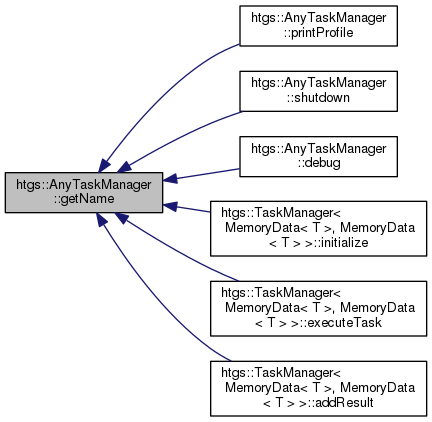 htgs::AnyTaskManager
::printProfile
htgs::AnyTaskManager
::shutdown
htgs::AnyTaskManager
::debug
htgs::AnyTaskManager
::getName
htgs::TaskManager<
MemoryData< T >, MemoryData
< T > >::initialize
htgs::TaskManager<
MemoryData< T >, MemoryData
< T > >::executeTask
htgs::TaskManager<
MemoryData< T >, MemoryData
< T > >::addResult